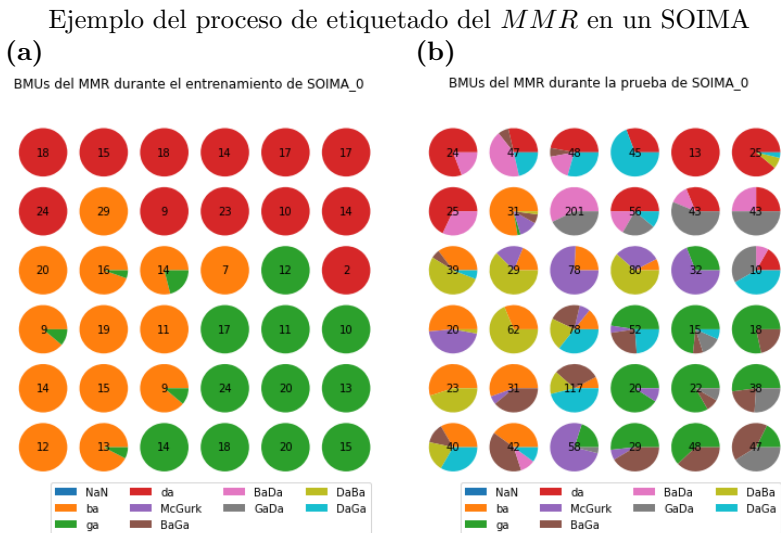 Ejemplo del proceso de etiquetado del MMR en un SOIMA
(a)
BMUs del MMR durante el entrenamiento de SOIMA_0
18 15 18 14 17 17
24 29 9 23 10 14
20 16 14 7 12 2
9 19 11 17 11 10
14 15 9 24 20 13
12 13 14 18 20 15
NaN da BaDa DaBa
ba McGurk GaDa DaGa
ga BaGa
(b)
BMUs del MMR durante la prueba de SOIMA_0
24 47 48 45 13 25
25 31 201 56 43 43
39 29 78 80 32 10
20 62 78 52 15 18
23 31 117 20 22 38
40 42 58 29 48 47
NaN da BaDa DaBa
ba McGurk GaDa DaGa
ga BaGa